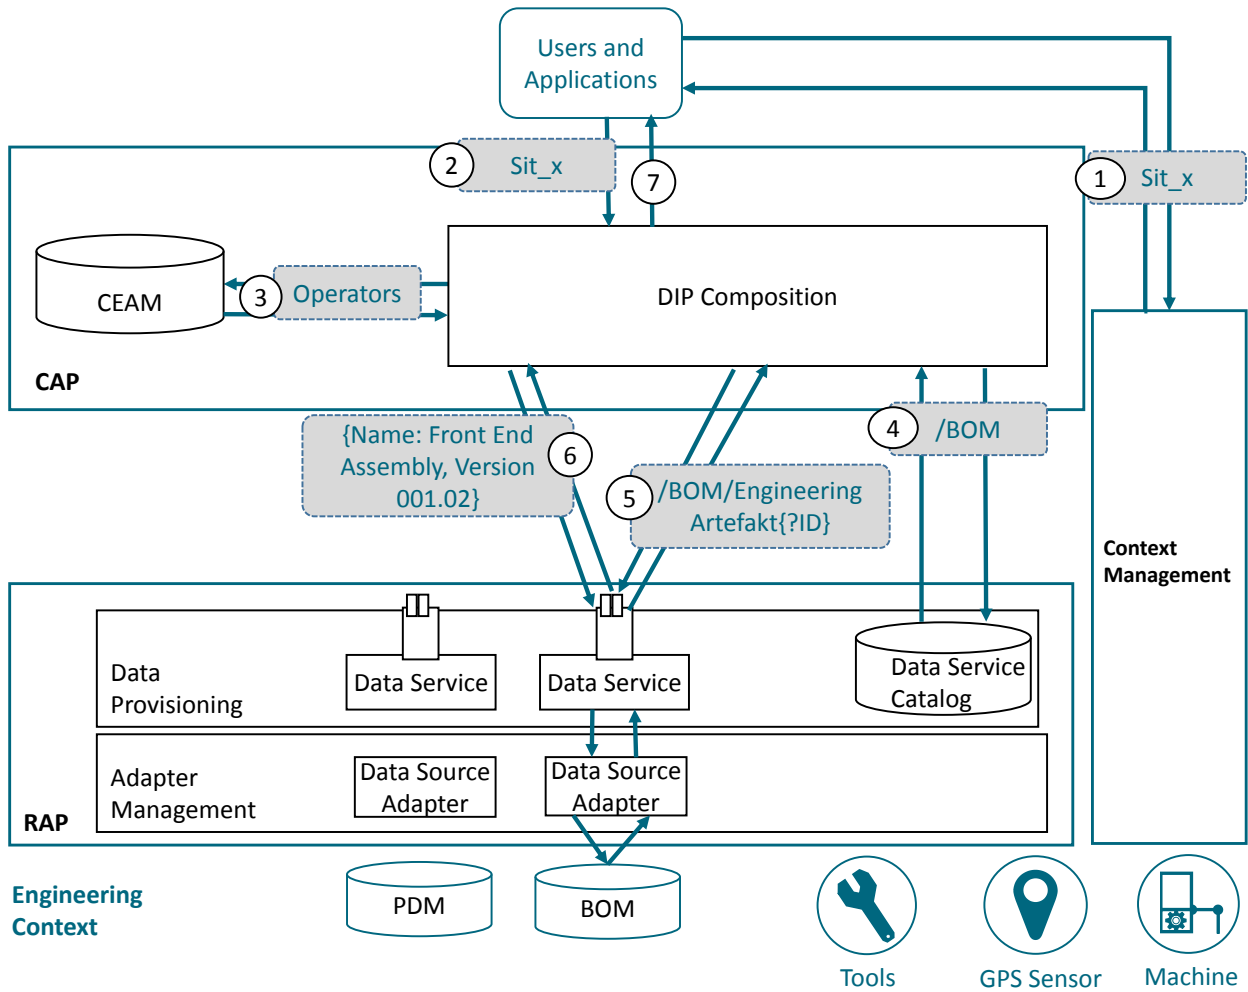 Users and
Applications
2
Sit_x
7
1
Sit_x
CEAM
3
Operators
DIP Composition
CAP
{Name: Front End
Assembly, Version
001.02}
6
5
/BOM/Engineering
Artefakt{?ID}
4
/BOM
Context
Management
Data
Provisioning
Data Service
Data Service
Data Service
Catalog
Adapter
Management
Data Source
Adapter
Data Source
Adapter
RAP
Engineering
Context
PDM
BOM
Tools
GPS Sensor
Machine